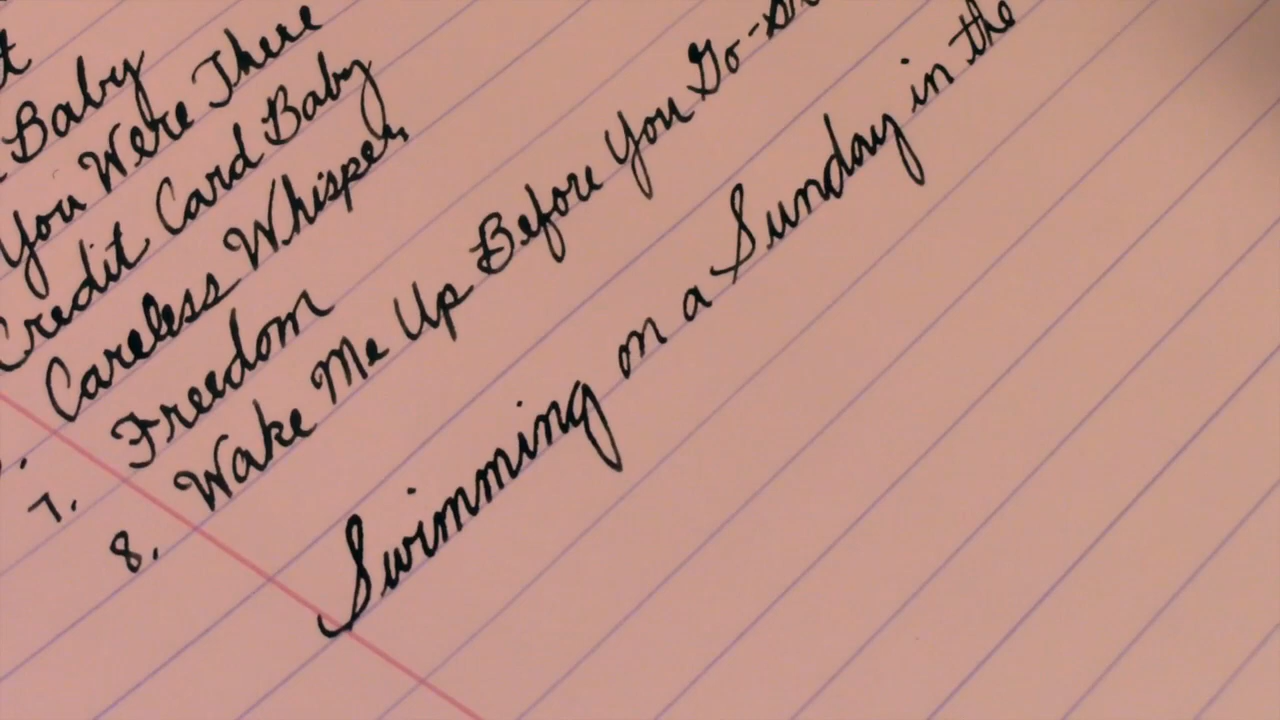 Baby
You Were There
Credit Card Baby
Careless Whisper
7. Freedom
8. Wake Me Up Before You Go-
Swimming on a Sunday in the